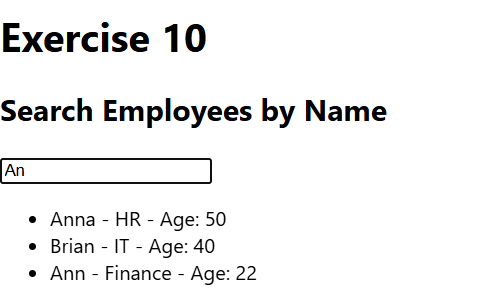 Exercise 10
Search Employees by Name
An
Anna - HR - Age: 50
Brian - IT - Age: 40
Ann - Finance - Age: 22